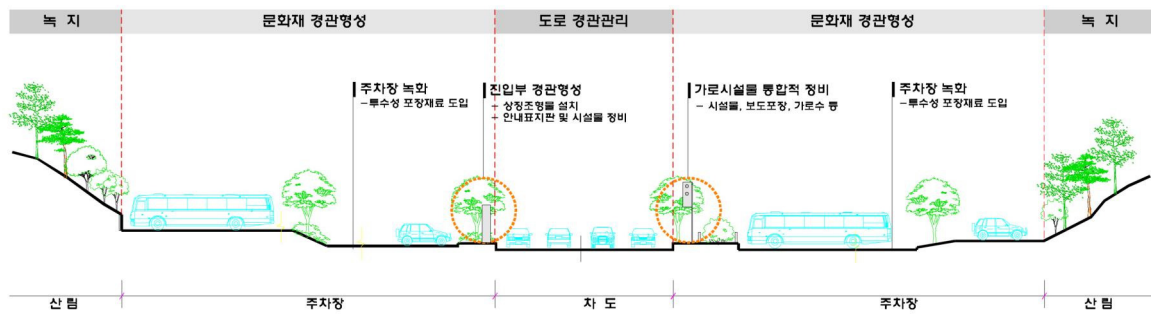 녹 지
문화재 경관형성
도로 경관관리
문화재 경관형성
녹 지
주차장 녹화
-투수성 포장재료 도입
진입부 경관형성
- 상징조형물 설치
- 안내표지판 및 시설물 정비
가로시설물 통합적 정비
- 시설물, 보도포장, 가로수 등
주차장 녹화
-투수성 포장재료 도입
산 림
주차장
차 도
주차장
산 림